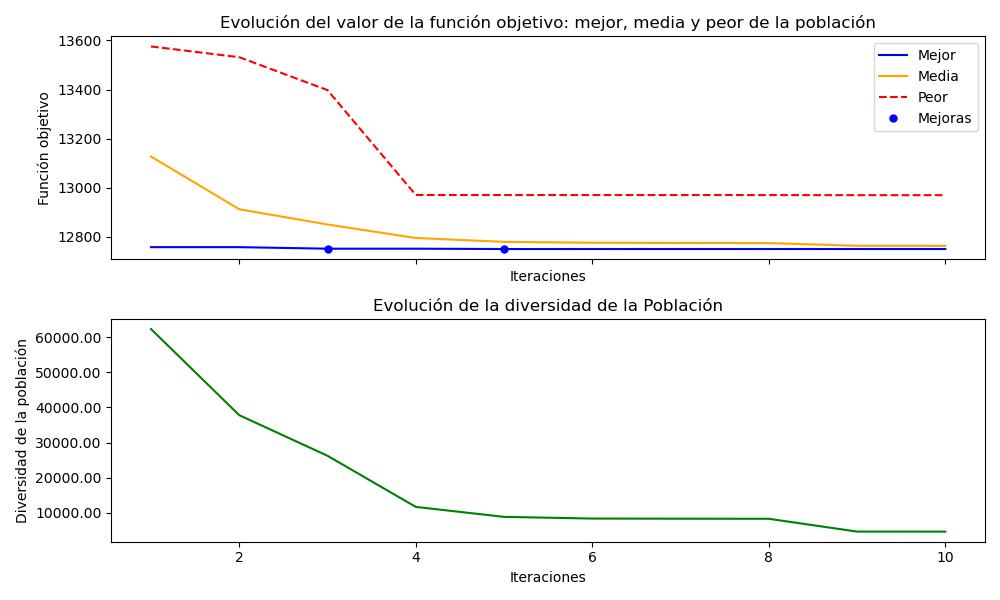 Evolución del valor de la función objetivo: mejor, media y peor de la población
13600
13400
13200
13000
12800
Función objetivo
Mejor
Media
Peor
Mejoras
Iteraciones
Evolución de la diversidad de la Población
60000.00
50000.00
40000.00
30000.00
20000.00
10000.00
Diversidad de la población
2 4 6 8 10
Iteraciones